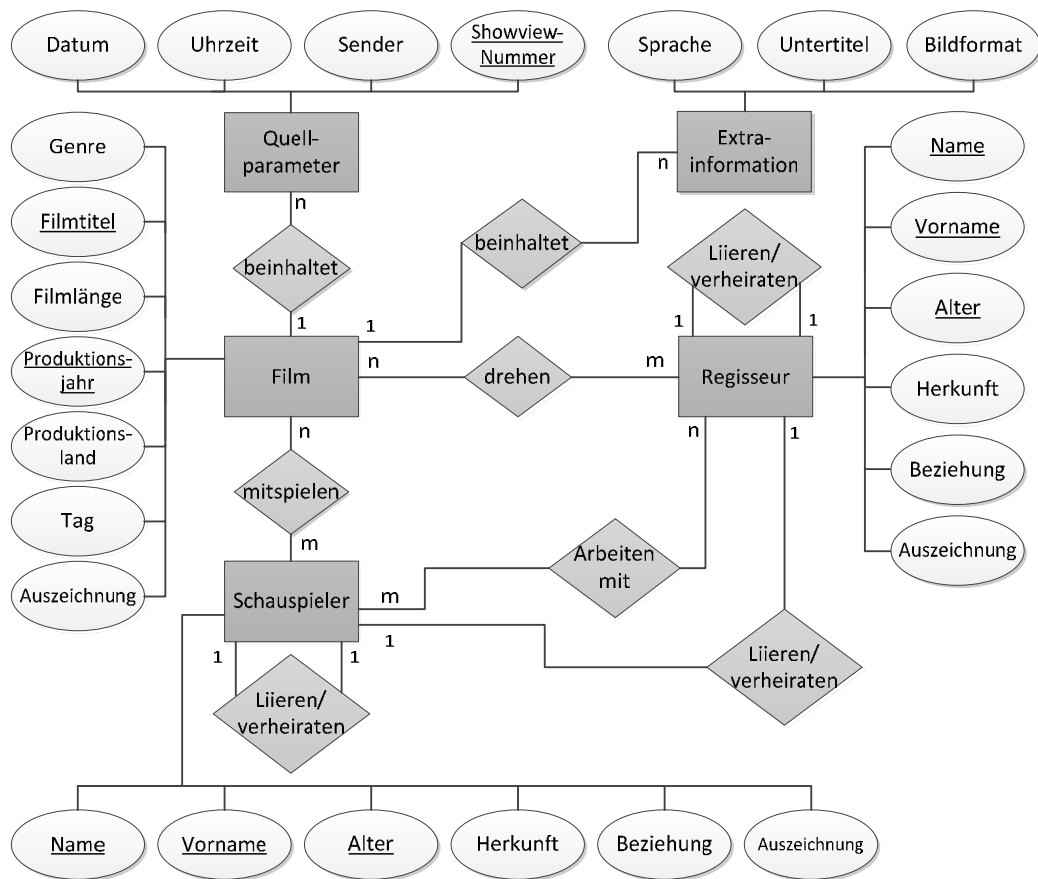 Datum
Uhrzeit
Sender
Showview-
Nummer
Sprache
Untertitel
Bildformat
Quell-
parameter
Extra-
information
Genre
Name
n
n
Filmtitel
beinhaltet
Vorname
Liieren/
verheiraten
beinhaltet
Filmlänge
Alter
1
1
1
1
Produktions-
jahr
Film
n
drehen
m
Regisseur
Herkunft
Produktions-
land
n
n
1
Beziehung
mitspielen
Tag
m
Auszeichnung
Arbeiten
mit
Auszeichnung
Schauspieler
m
1
1
1
Liieren/
verheiraten
Liieren/
verheiraten
Name
Vorname
Alter
Herkunft
Beziehung
Auszeichnung